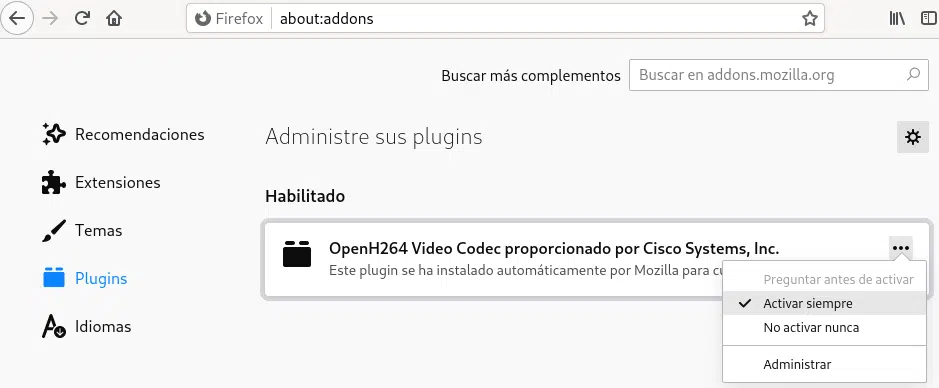 Firefox about:addons
Buscar más complementos Buscar en addons.mozilla.org
Recomendaciones
Extensiones
Temas
Plugins
Idiomas
Administre sus plugins
Habilitado
OpenH264 Video Codec proporcionado por Cisco Systems, Inc.
Este plugin se ha instalado automáticamente por Mozilla para
Preguntar antes de activar
Activar siempre
No activar nunca
Administrar